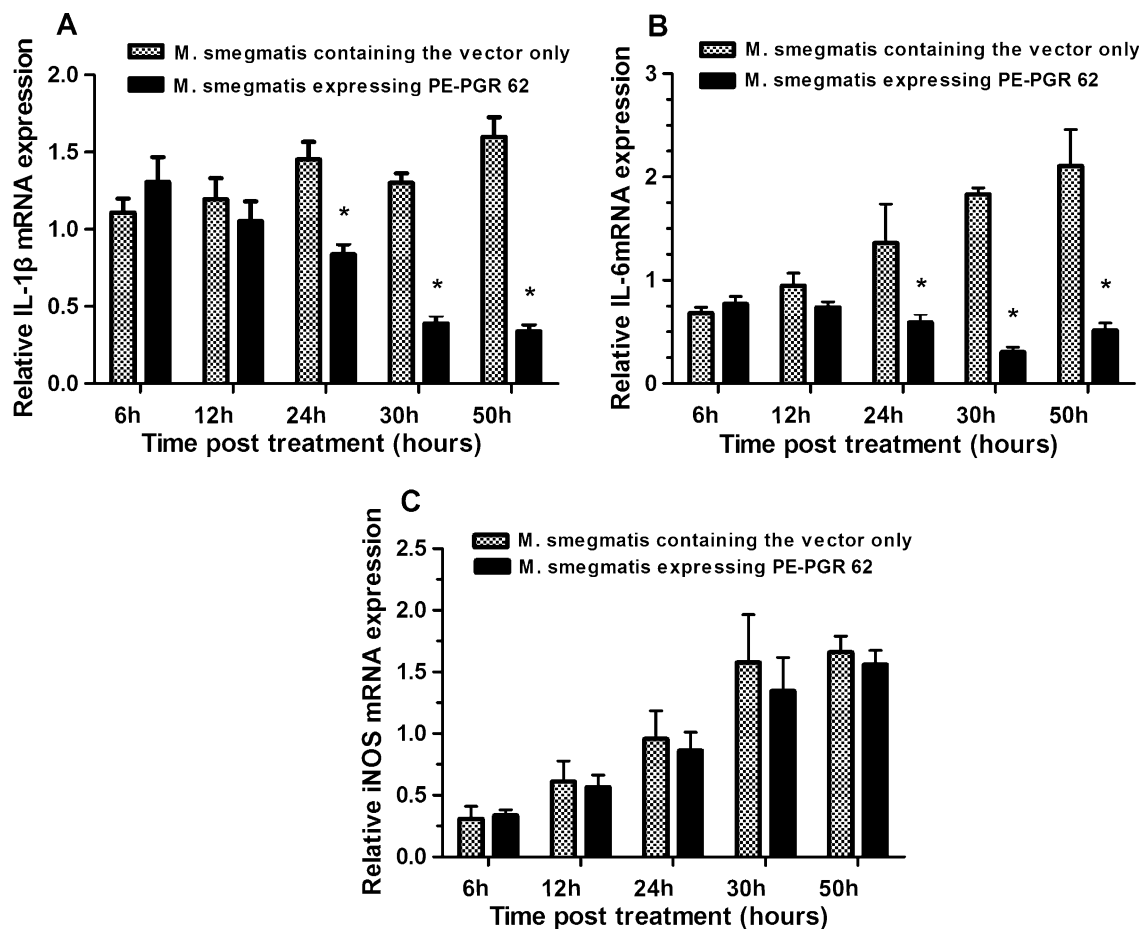 A
M. smegmatis containing the vector only
M. smegmatis expressing PE-PGR 62
Relative IL-1β mRNA expression
2.0
1.5
1.0
0.5
0.0
*
*
*
6h 12h 24h 30h 50h
Time post treatment (hours)
B
M. smegmatis containing the vector only
M. smegmatis expressing PE-PGR 62
Relative IL-6mRNA expression
3
2
1
0
*
*
*
6h 12h 24h 30h 50h
Time post treatment (hours)
C
M. smegmatis containing the vector only
M. smegmatis expressing PE-PGR 62
Relative iNOS mRNA expression
2.5
2.0
1.5
1.0
0.5
0.0
6h 12h 24h 30h 50h
Time post treatment (hours)